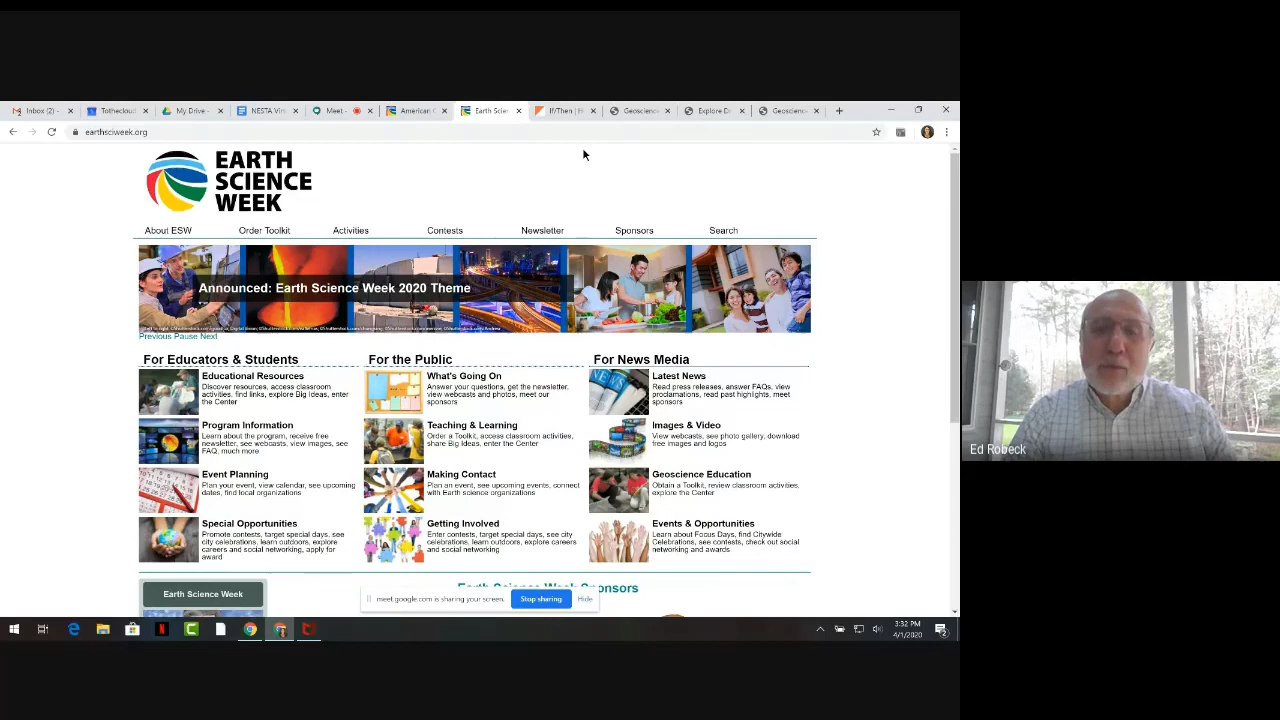 Inbox (2) -
Tothecloud
My Drive -
NESTA Virt
Meet -
American G
Earth Scien
If/Then | H
Geoscience
Explore Di
Geoscience
earthsciweek.org
EARTH
SCIENCE
WEEK
About ESW
Order Toolkit
Activities
Contests
Newsletter
Sponsors
Search
Announced: Earth Science Week 2020 Theme
Previous Pause Next
For Educators & Students
Educational Resources
Discover resources, access classroom
activities, find links, explore Big Ideas, enter
the Center
Program Information
Learn about the program, receive free
newsletter, see webcasts, view images, see
FAQ, much more
Event Planning
Plan your event, view calendar, see upcoming
dates, find local organizations
Special Opportunities
Promote contests, target special days, see
city celebrations, learn outdoors, explore
careers and social networking, apply for
award
For the Public
What's Going On
Answer your questions, get the newsletter,
view webcasts and photos, meet our
sponsors
Teaching & Learning
Order a Toolkit, access classroom activities,
share Big Ideas, enter the Center
Making Contact
Plan an event, see upcoming events, connect
with Earth science organizations
Getting Involved
Enter contests, target special days, see city
celebrations, learn outdoors, explore careers
and social networking
For News Media
Latest News
Read press releases, answer FAQs, view
proclamations, read past highlights, meet
sponsors
Images & Video
View webcasts, see photo gallery, download
free images and logos
Geoscience Education
Obtain a Toolkit, review classroom activities,
explore the Center
Events & Opportunities
Learn about Focus Days, find Citywide
Celebrations, see contests, check out social
networking and awards
Earth Science Week
Earth Science Week Sponsors
meet.google.com is sharing your screen.
Stop sharing
Hide
3:32 PM
4/1/2020
Ed Robeck